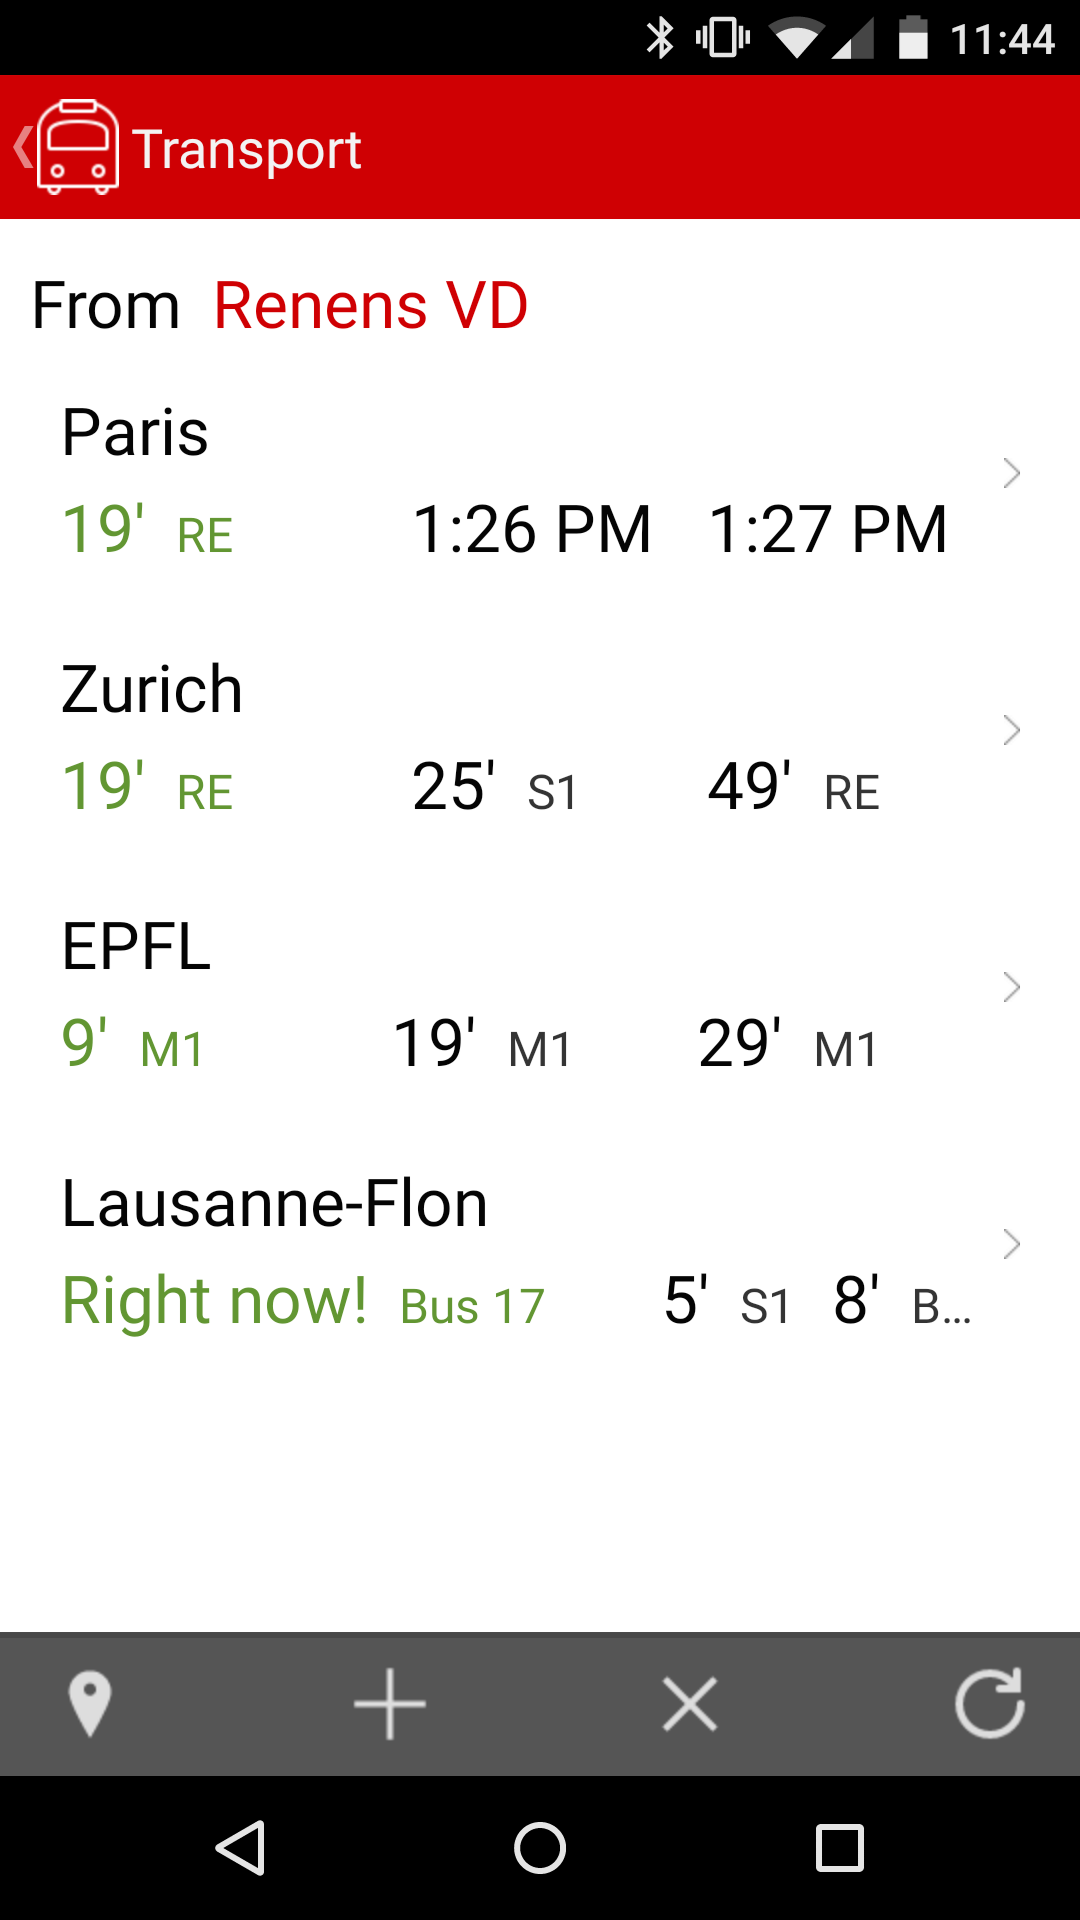 11:44
Transport
From Renens VD
Paris
19' RE 1:26 PM 1:27 PM
Zurich
19' RE 25' S1 49' RE
EPFL
9' M1 19' M1 29' M1
Lausanne-Flon
Right now! Bus 17 5' S1 8' B...